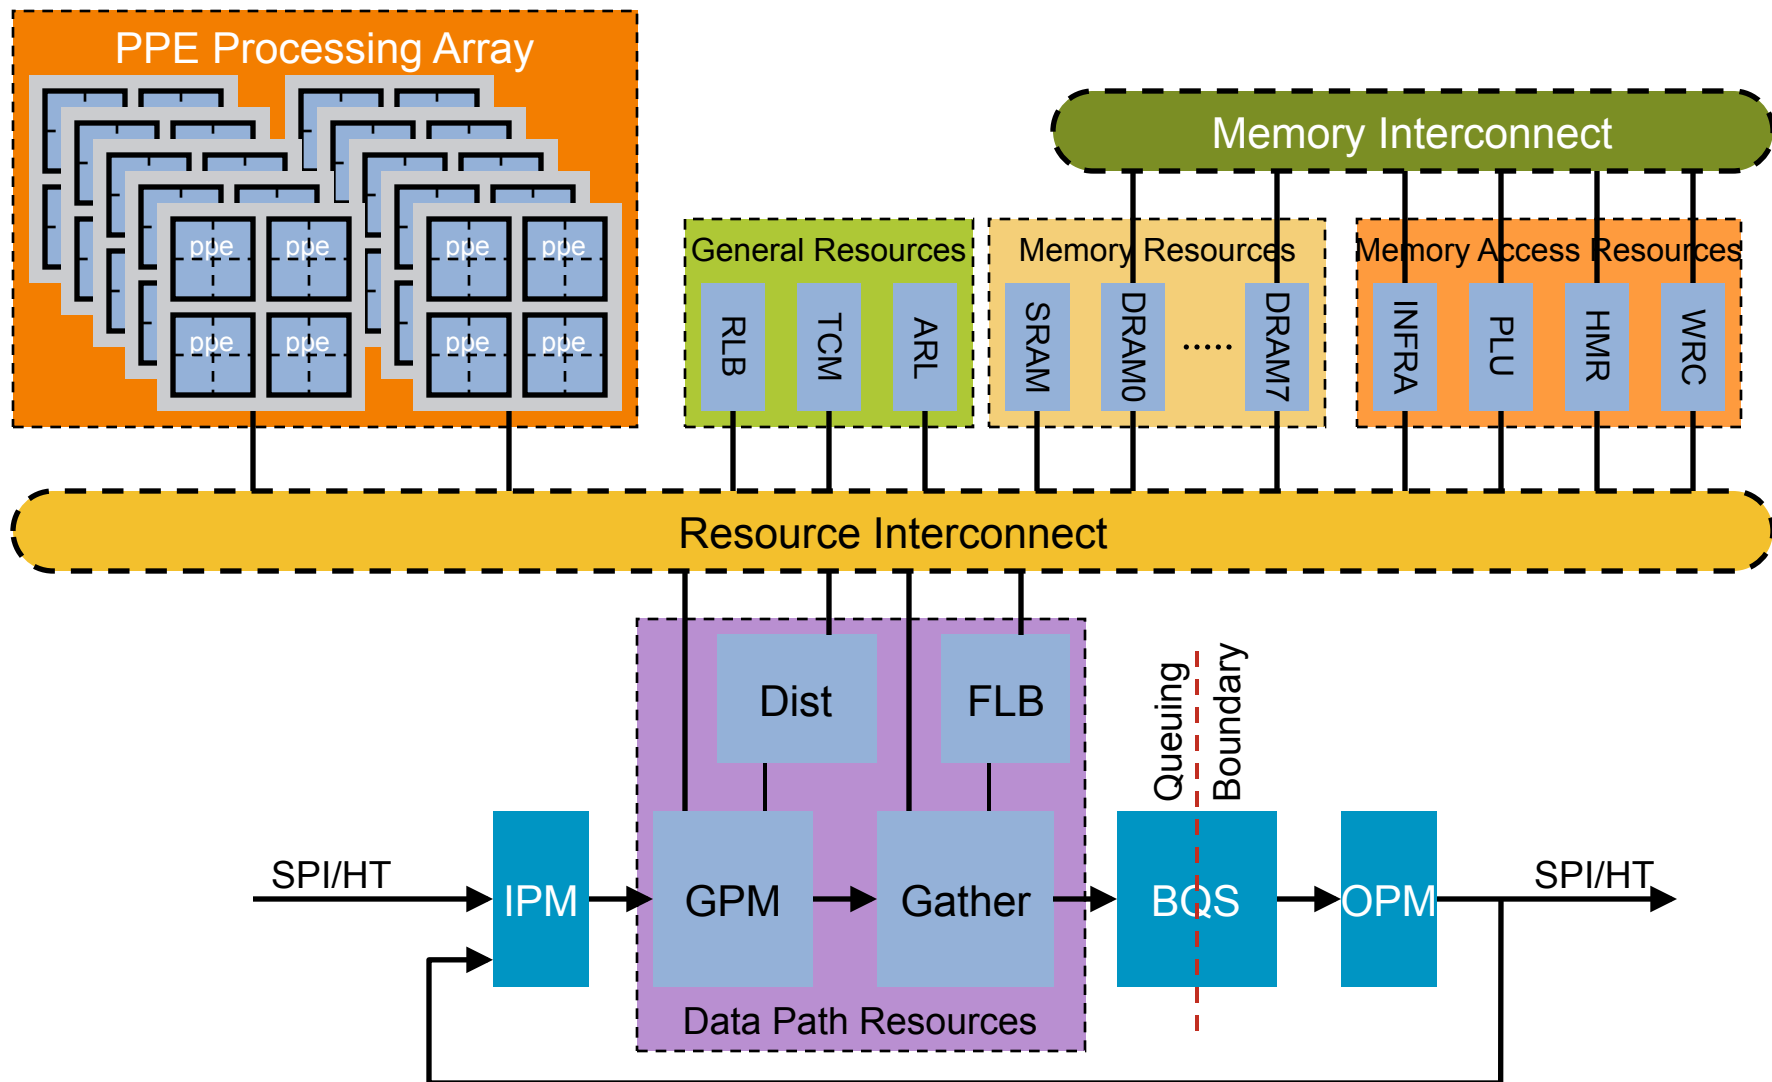 PPE Processing Array
ppe ppe
ppe ppe
ppe ppe
ppe ppe
Memory Interconnect
General Resources
RLB
TCM
ARL
Memory Resources
SRAM
DRAM0
.....
DRAM7
Memory Access Resources
INFRA
PLU
HMR
WRC
Resource Interconnect
Dist
FLB
Queuing
Boundary
SPI/HT
IPM
GPM
Gather
BQS
OPM
SPI/HT
Data Path Resources